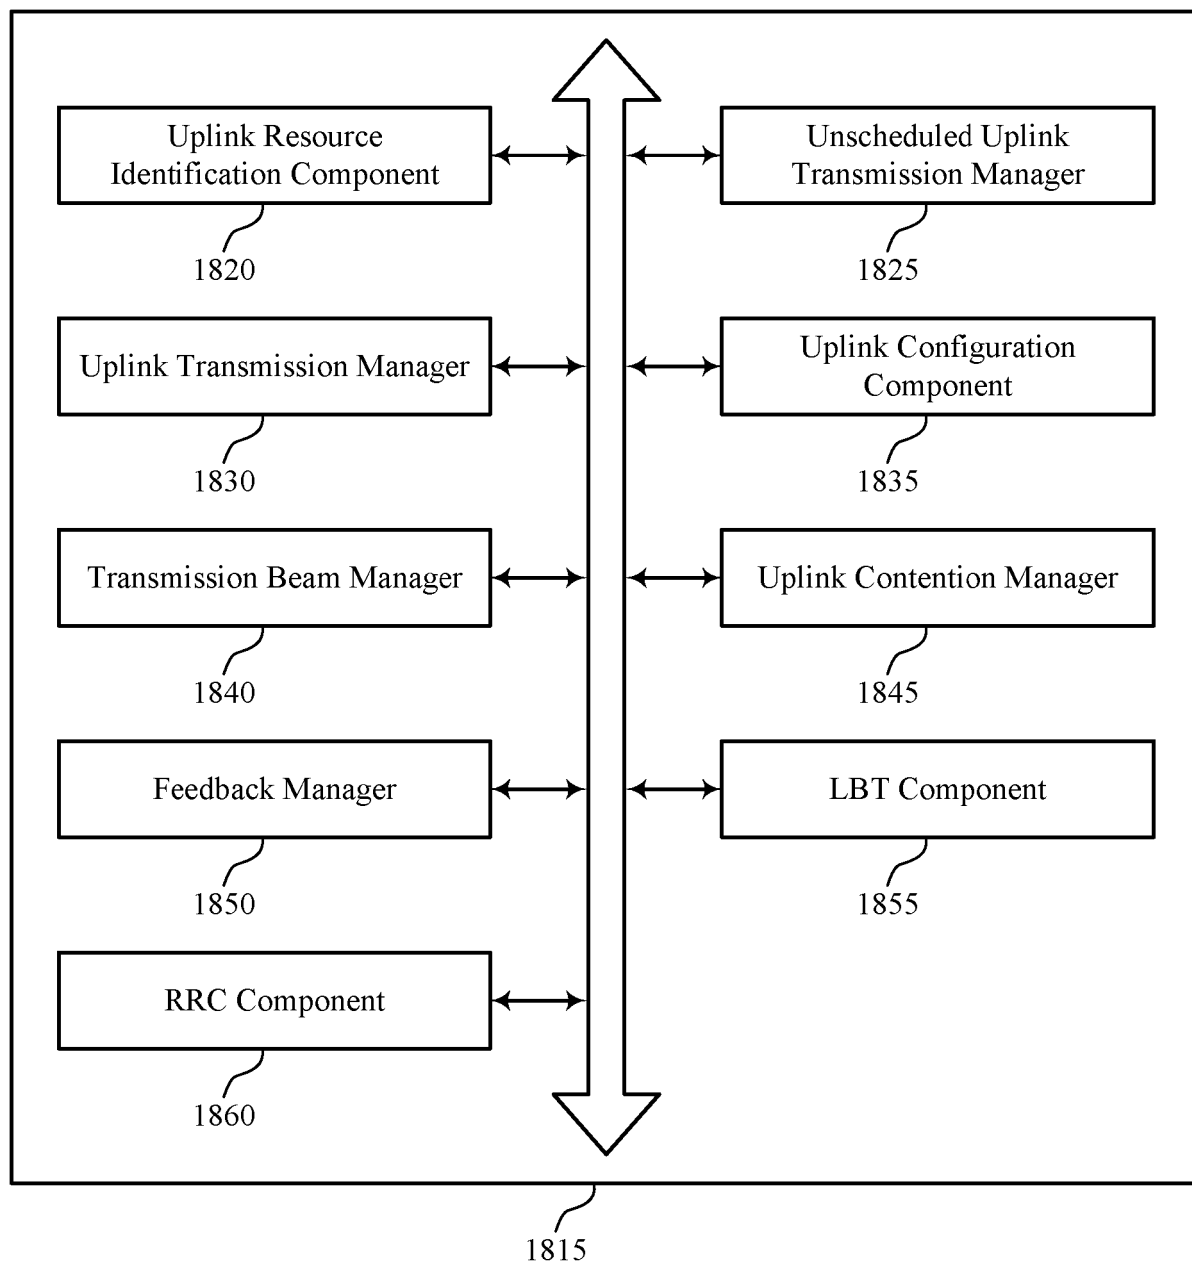 Uplink Resource
Identification Component
1820
Unscheduled Uplink
Transmission Manager
1825
Uplink Transmission Manager
1830
Uplink Configuration
Component
1835
Transmission Beam Manager
1840
Uplink Contention Manager
1845
Feedback Manager
1850
LBT Component
1855
RRC Component
1860
1815